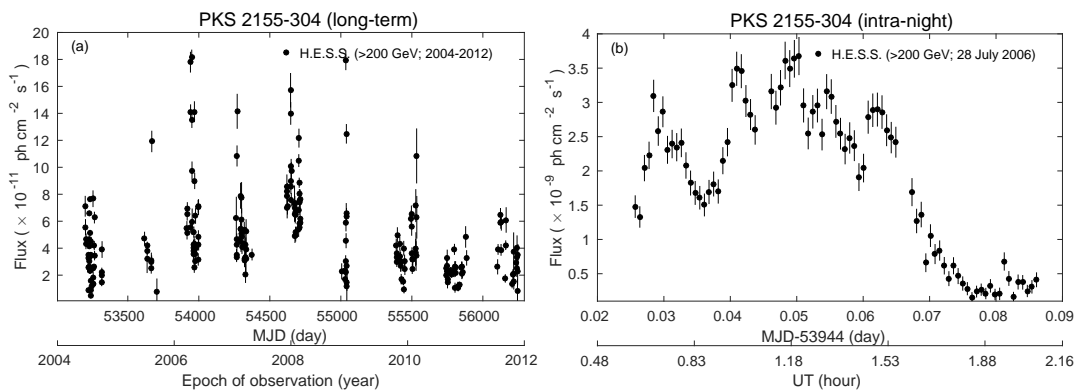 PKS 2155-304 (long-term)
(a)
H.E.S.S. (>200 GeV; 2004-2012)
Flux ( × 10⁻¹¹ ph cm⁻² s⁻¹)
20
18
16
14
12
10
8
6
4
2
53500 54000 54500 55000 55500 56000
MJD (day)
2004 2006 2008 2010 2012
Epoch of observation (year)
PKS 2155-304 (intra-night)
(b)
H.E.S.S. (>200 GeV; 28 July 2006)
Flux ( × 10⁻⁹ ph cm⁻² s⁻¹)
4
3.5
3
2.5
2
1.5
1
0.5
0.02 0.03 0.04 0.05 0.06 0.07 0.08 0.09
MJD-53944 (day)
0.48 0.83 1.18 1.53 1.88 2.16
UT (hour)